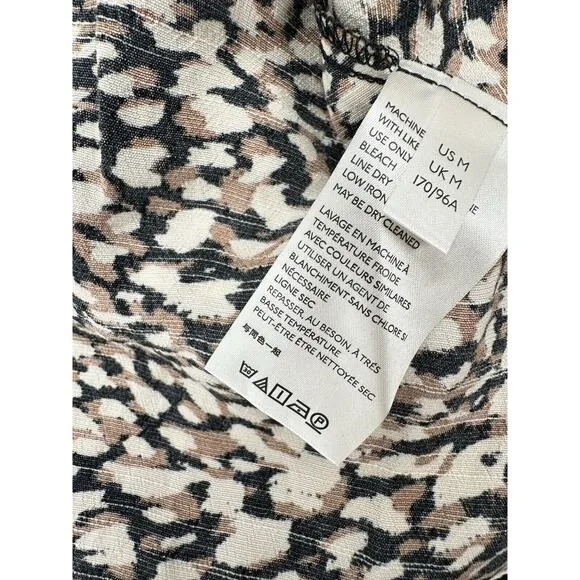 US M
UK M
170/96A
MACHINE
WITH LIKE
USE ONLY
BLEACH
LINE DRY
LOW IRON
MAY BE DRY CLEANED
LAVAGE EN MACHINE À
TEMPÉRATURE FROIDE
AVEC COULEURS SIMILAIRES
UTILISER UN AGENT DE
BLANCHIMENT SANS CHLORE SI
NÉCESSAIRE
LIGNE SEC
REPASSER, AU BESOIN, À TRÉS
BASSE TEMPÉRATURE
PEUT-ÊTRE ÊTRE NETTOYÉE SEC
与同色一起
30
P